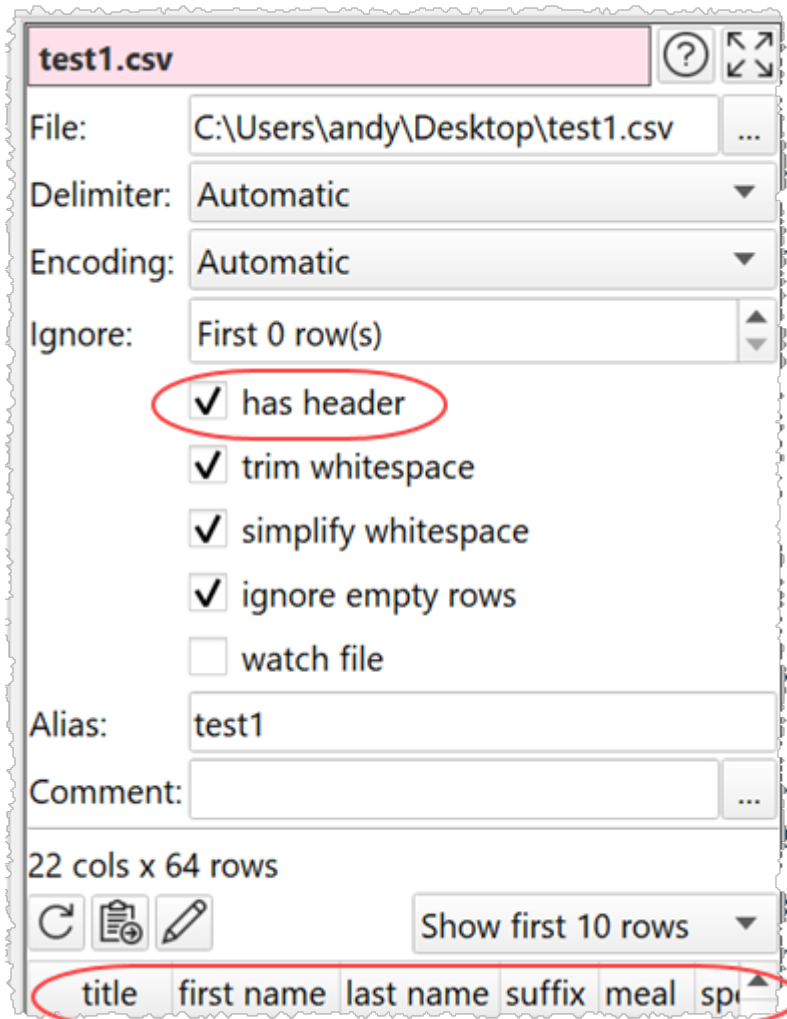 test1.csv
File: C:\Users\andy\Desktop\test1.csv ...
Delimiter: Automatic
Encoding: Automatic
Ignore: First 0 row(s)
has header
trim whitespace
simplify whitespace
ignore empty rows
watch file
Alias: test1
Comment: ...
22 cols x 64 rows
Show first 10 rows
title first name last name suffix meal